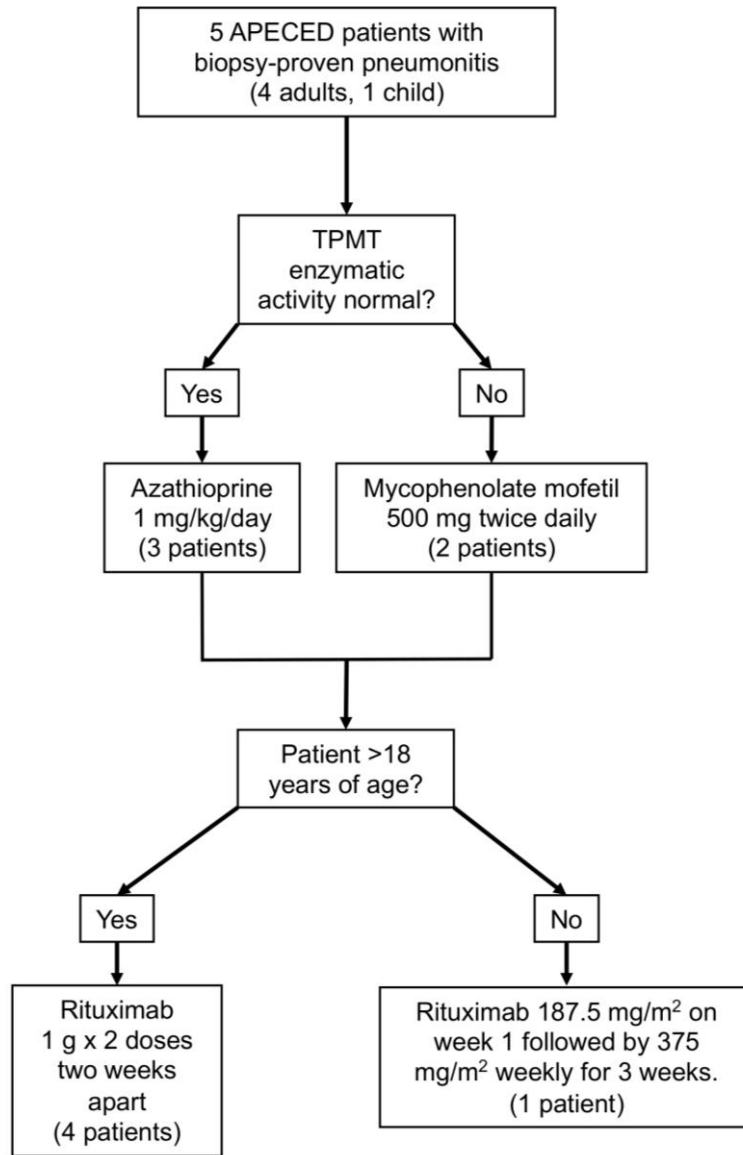 5 APECED patients with
biopsy-proven pneumonitis
(4 adults, 1 child)
TPMT
enzymatic
activity normal?
Yes
No
Azathioprine
1 mg/kg/day
(3 patients)
Mycophenolate mofetil
500 mg twice daily
(2 patients)
Patient >18
years of age?
Yes
No
Rituximab
1 g x 2 doses
two weeks
apart
(4 patients)
Rituximab 187.5 mg/m² on
week 1 followed by 375
mg/m² weekly for 3 weeks.
(1 patient)